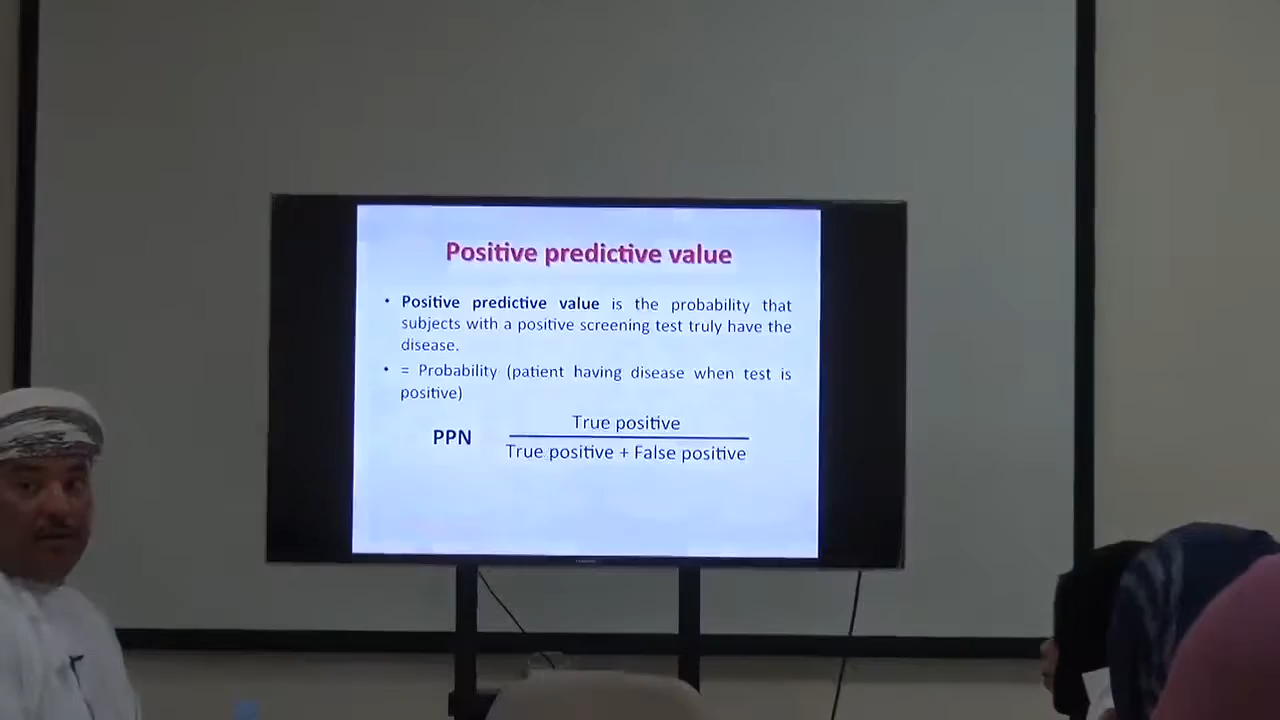 Positive predictive value
• Positive predictive value is the probability that
subjects with a positive screening test truly have the
disease.
• = Probability (patient having disease when test is
positive)
True positive
PPN
True positive + False positive